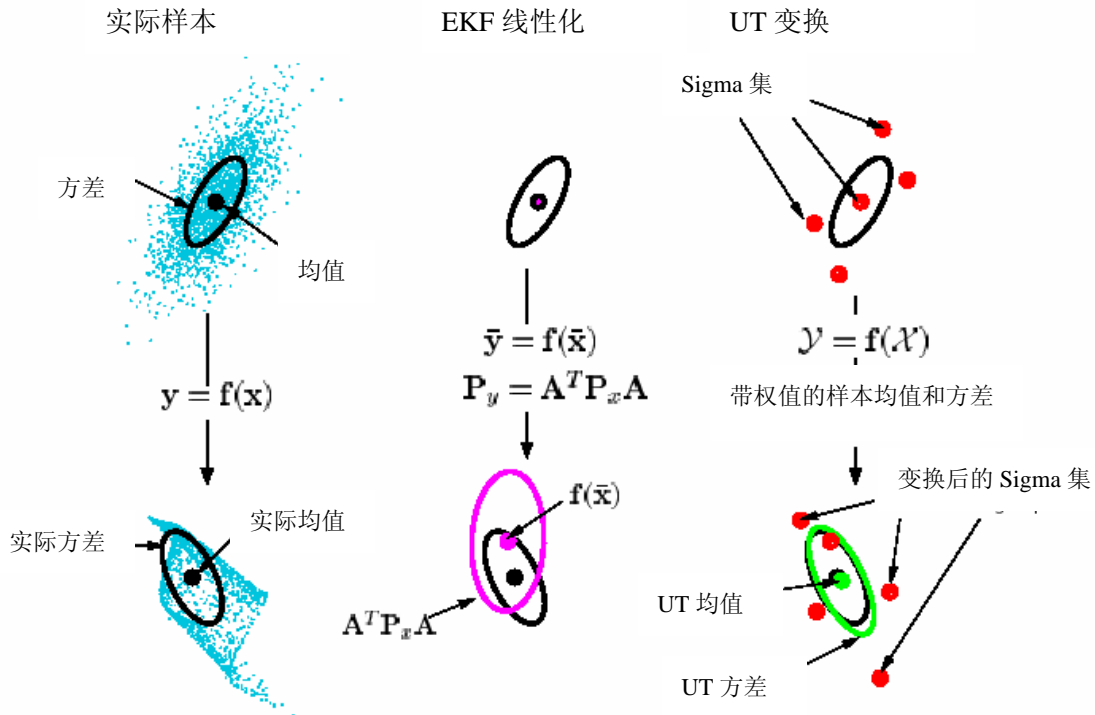 实际样本
EKF 线性化
UT 变换
Sigma 集
方差
均值
y = f(x)
ȳ = f(x̄)
P_y = A^T P_x A
𝒴 = f(𝒳)
带权值的样本均值和方差
变换后的 Sigma 集
f(x̄)
实际均值
实际方差
A^T P_x A
UT 均值
UT 方差